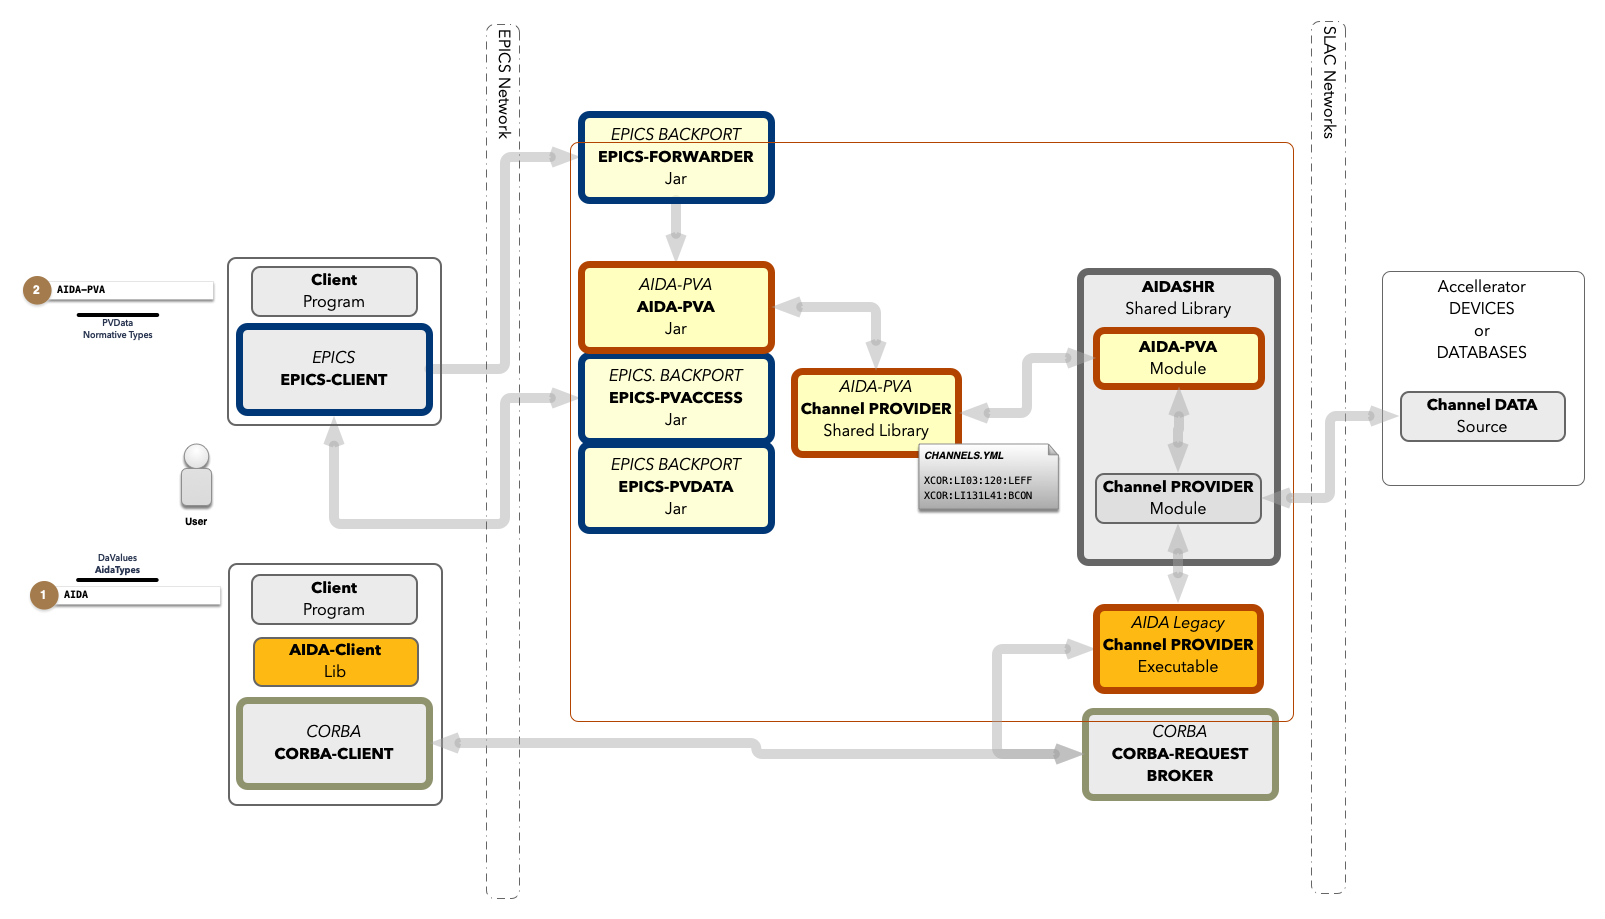 EPICS Network
SLAC Networks
EPICS BACKPORT
EPICS-FORWARDER
Jar
2
AIDA-PVA
PVData
Normative Types
Client
Program
EPICS
EPICS-CLIENT
AIDA-PVA
AIDA-PVA
Jar
EPICS. BACKPORT
EPICS-PVACCESS
Jar
EPICS BACKPORT
EPICS-PVDATA
Jar
AIDA-PVA
Channel PROVIDER
Shared Library
CHANNELS.YML
XCOR:LI03:120:LEFF
XCOR:LI131L41:BCON
AIDASHR
Shared Library
AIDA-PVA
Module
Channel PROVIDER
Module
Accellerator
DEVICES
or
DATABASES
Channel DATA
Source
User
DaValues
AidaTypes
1
AIDA
Client
Program
AIDA-Client
Lib
CORBA
CORBA-CLIENT
AIDA Legacy
Channel PROVIDER
Executable
CORBA
CORBA-REQUEST
BROKER